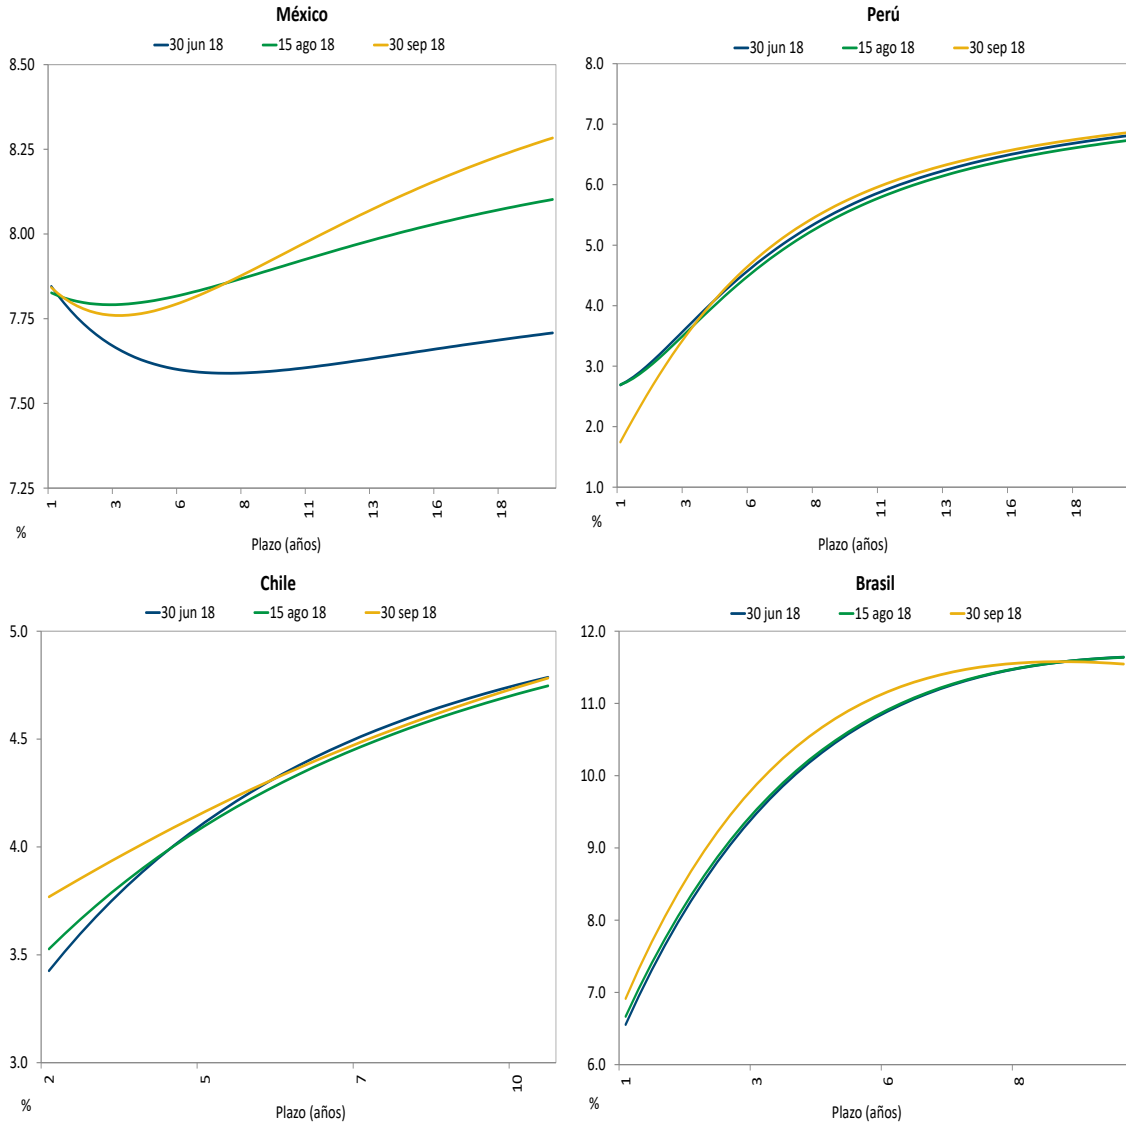 México
30 jun 18 15 ago 18 30 sep 18
8.50
8.25
8.00
7.75
7.50
7.25
1 3 6 8 11 13 16 18
%
Plazo (años)
Perú
30 jun 18 15 ago 18 30 sep 18
8.0
7.0
6.0
5.0
4.0
3.0
2.0
1.0
1 3 6 8 11 13 16 18
%
Plazo (años)
Chile
30 jun 18 15 ago 18 30 sep 18
5.0
4.5
4.0
3.5
3.0
2 5 7 10
%
Plazo (años)
Brasil
30 jun 18 15 ago 18 30 sep 18
12.0
11.0
10.0
9.0
8.0
7.0
6.0
1 3 6 8
%
Plazo (años)